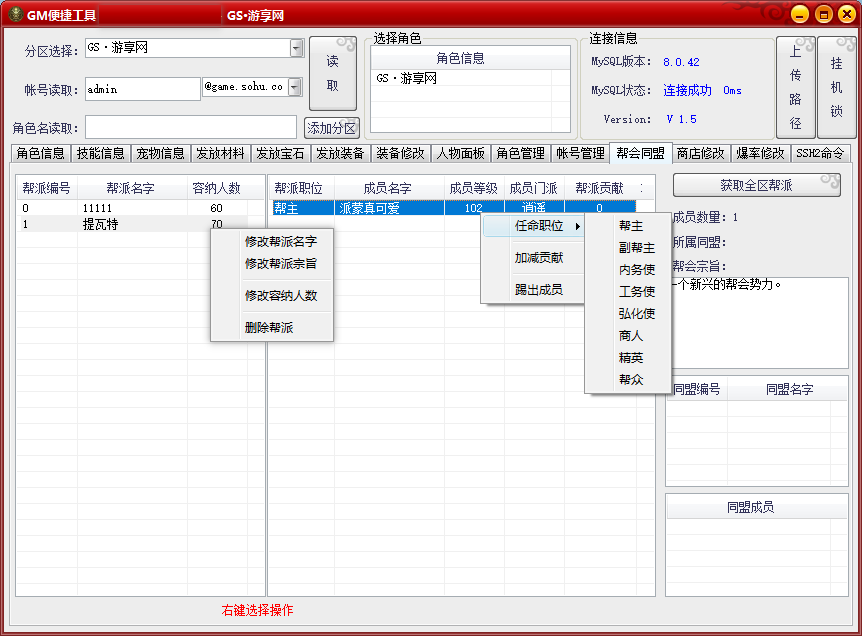 GM便捷工具 GS•游享网
分区选择： GS·游享网
读取
选择角色
角色信息
GS·游享网
连接信息
MySQL版本： 8.0.42
MySQL状态： 连接成功 0ms
Version： V 1.5
上传路径
挂机锁
帐号读取： admin @game.sohu.co
角色名读取： 添加分区
角色信息 技能信息 宠物信息 发放材料 发放宝石 发放装备 装备修改 人物面板 角色管理 帐号管理 帮会同盟 商店修改 爆率修改 SSH2命令
帮派编号 帮派名字 容纳人数
0 11111 60
1 提瓦特 70
修改帮派名字
修改帮派宗旨
修改容纳人数
删除帮派
帮派职位 成员名字 成员等级 成员门派 帮派贡献
帮主 派蒙真可爱 102 逍遥 0
任命职位
加减贡献
踢出成员
帮主
副帮主
内务使
工务使
弘化使
商人
精英
帮众
获取全区帮派
成员数量：1
所属同盟：
帮会宗旨：
一个新兴的帮会势力。
同盟编号 同盟名字
同盟成员
右键选择操作